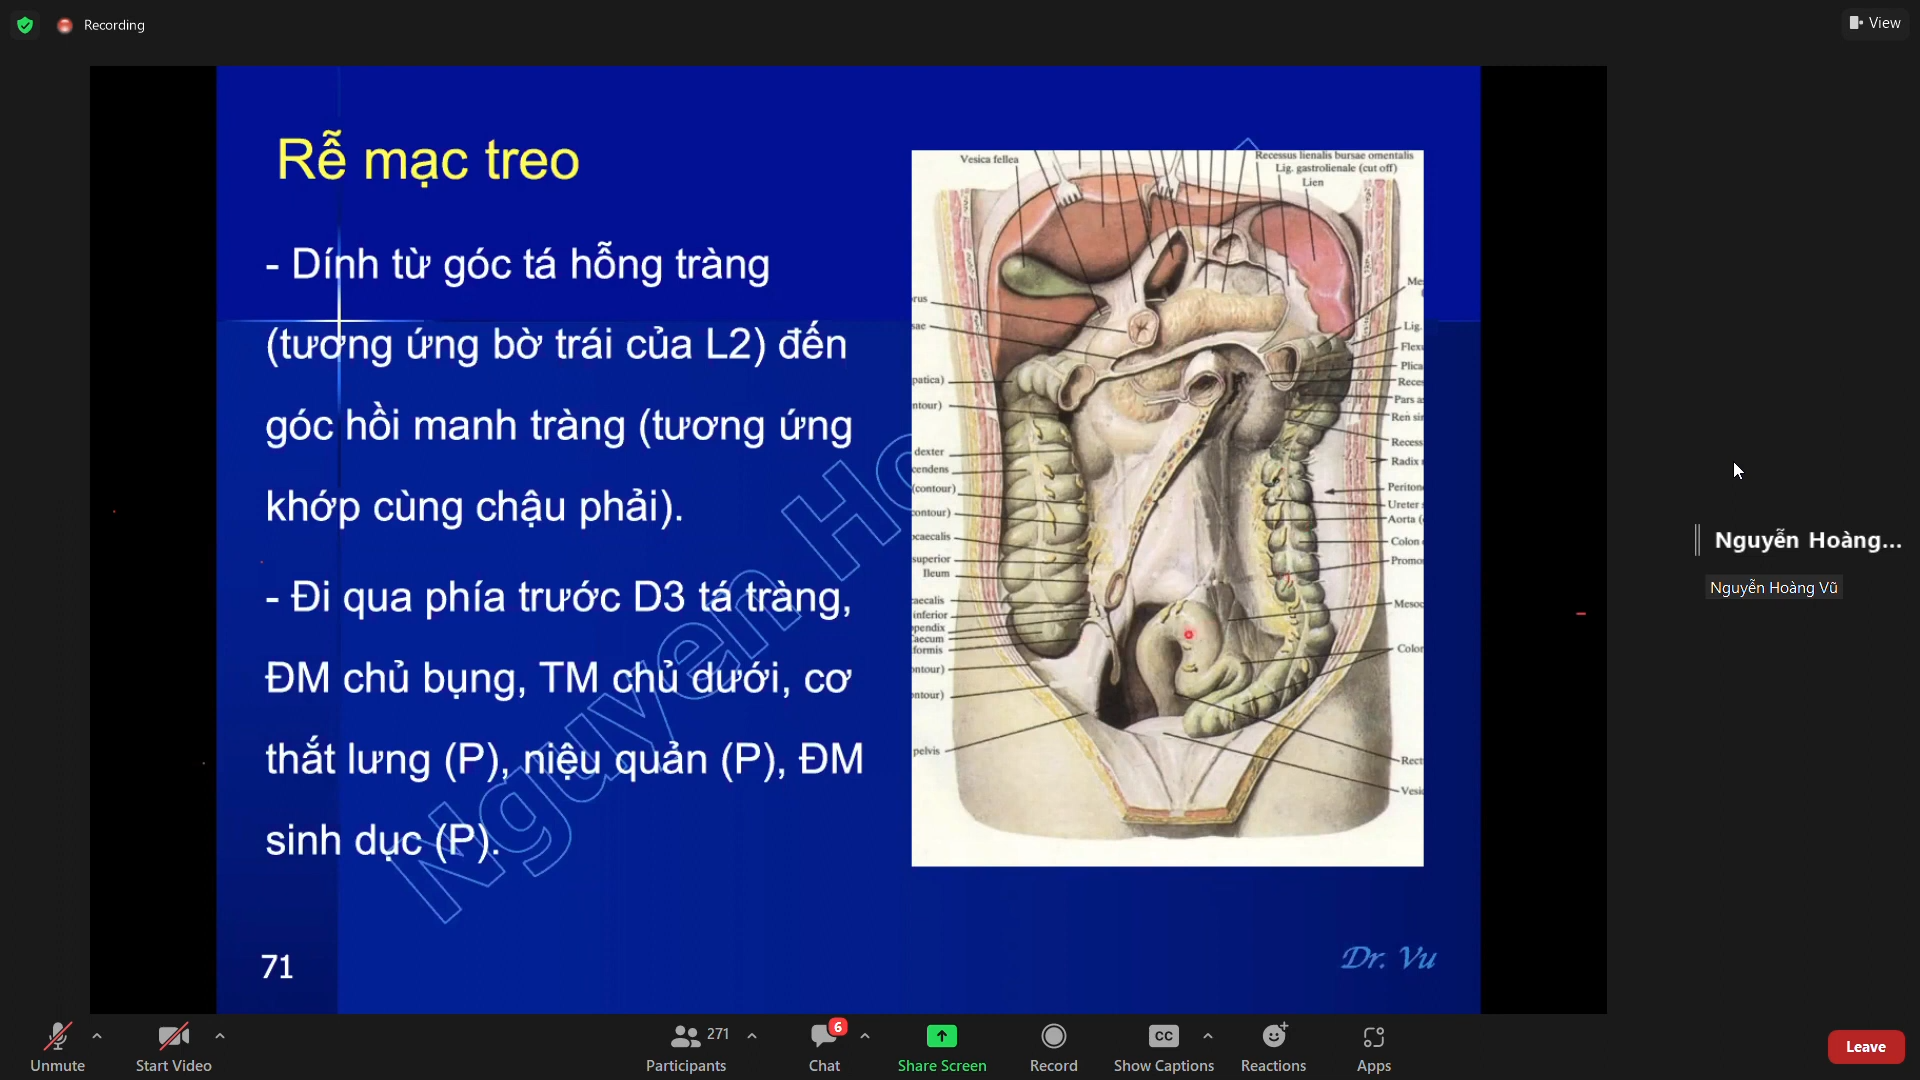 Recording
View
Rễ mạc treo
- Dính từ góc tá hỗng tràng
(tương ứng bờ trái của L2) đến
góc hồi manh tràng (tương ứng
khớp cùng chậu phải).
- Đi qua phía trước D3 tá tràng,
ĐM chủ bụng, TM chủ dưới, cơ
thắt lưng (P), niệu quản (P), ĐM
sinh dục (P).
71
Dr. Vu
Nguyen Ho
Vesica fellea
Recessus lienalis bursae omentalis
Lig. gastrolienale (cut off)
Lien
rus
sae
patica)
ntour)
dexter
cendens
(contour)
ontour)
ocaecalis
superior
Ileum
aecalis
inferior
pendix
aecum
formis
ontour)
ntour)
pelvis
Me
Lig.
Flex
Plica
Reces
Pars a
Ren si
Recess
Radix
Periton
Ureter
Aorta (
Colon
Promo
Mesoc
Color
Rect
Vesi
Nguyễn Hoàng...
Nguyễn Hoàng Vũ
Unmute
Start Video
271
Participants
6
Chat
Share Screen
Record
CC
Show Captions
Reactions
Apps
Leave